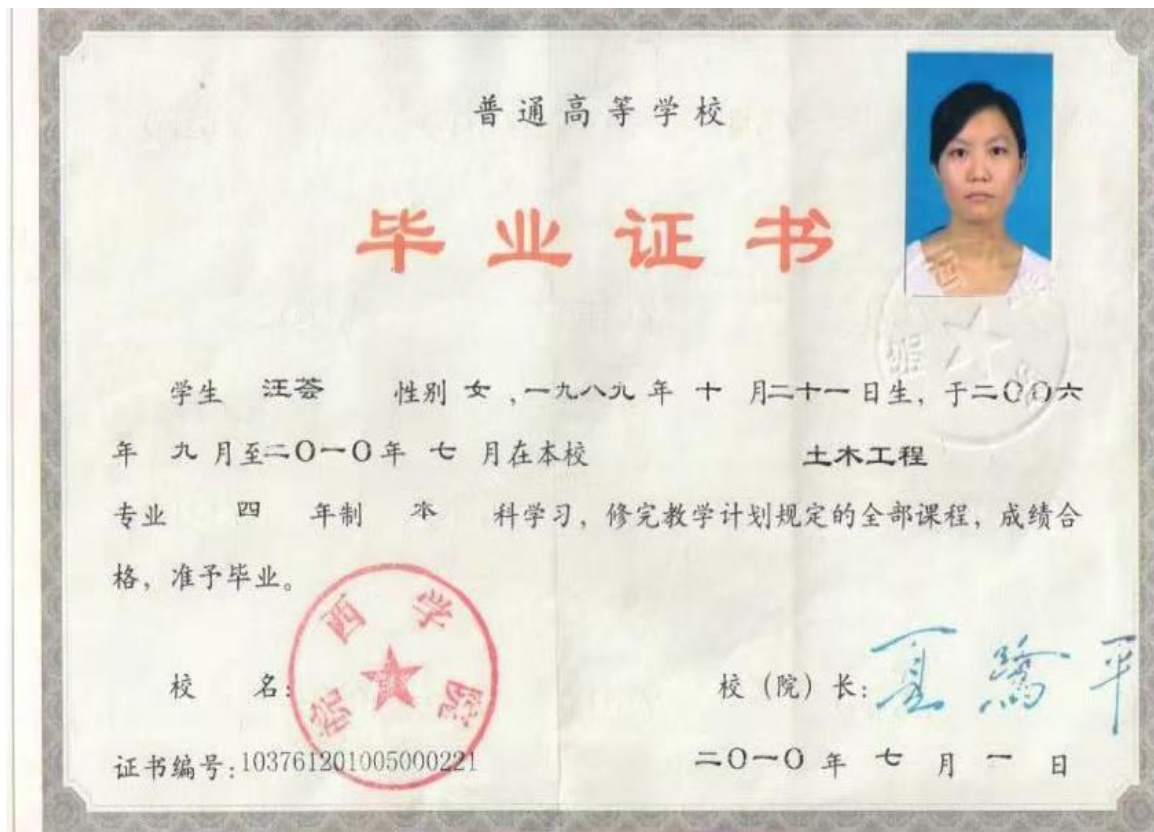 普通高等学校
毕业证书
学生 汪荟 性别 女 ,一九八九 年 十 月二十一日生, 于二〇〇六
年 九 月至二〇一〇年 七 月在本校 土木工程
专业 四 年制 本 科学习, 修完教学计划规定的全部课程, 成绩合
格, 准予毕业。
皖西学院
校 名:
校 (院) 长:
证书编号:103761201005000221
二〇一〇 年 七 月 一 日